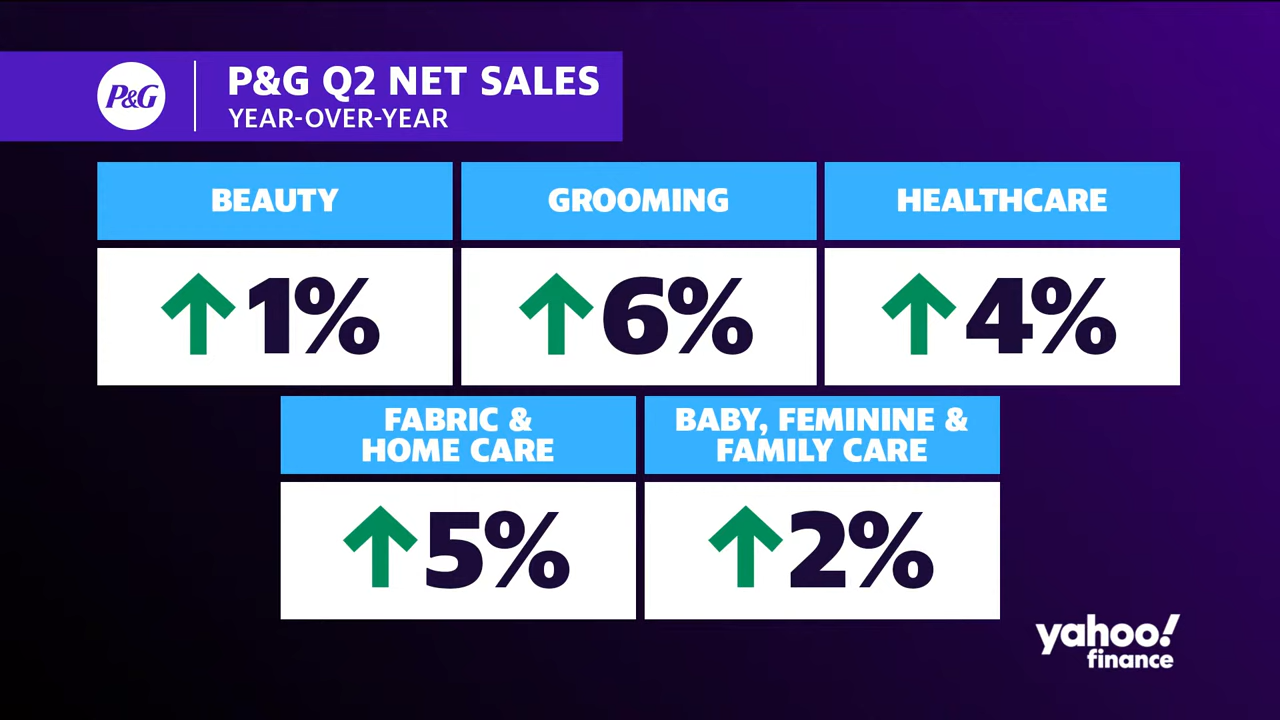 P&G
P&G Q2 NET SALES
YEAR-OVER-YEAR
BEAUTY
GROOMING
HEALTHCARE
↑1%
↑6%
↑4%
FABRIC &
HOME CARE
BABY, FEMININE &
FAMILY CARE
↑5%
↑2%
yahoo!
finance